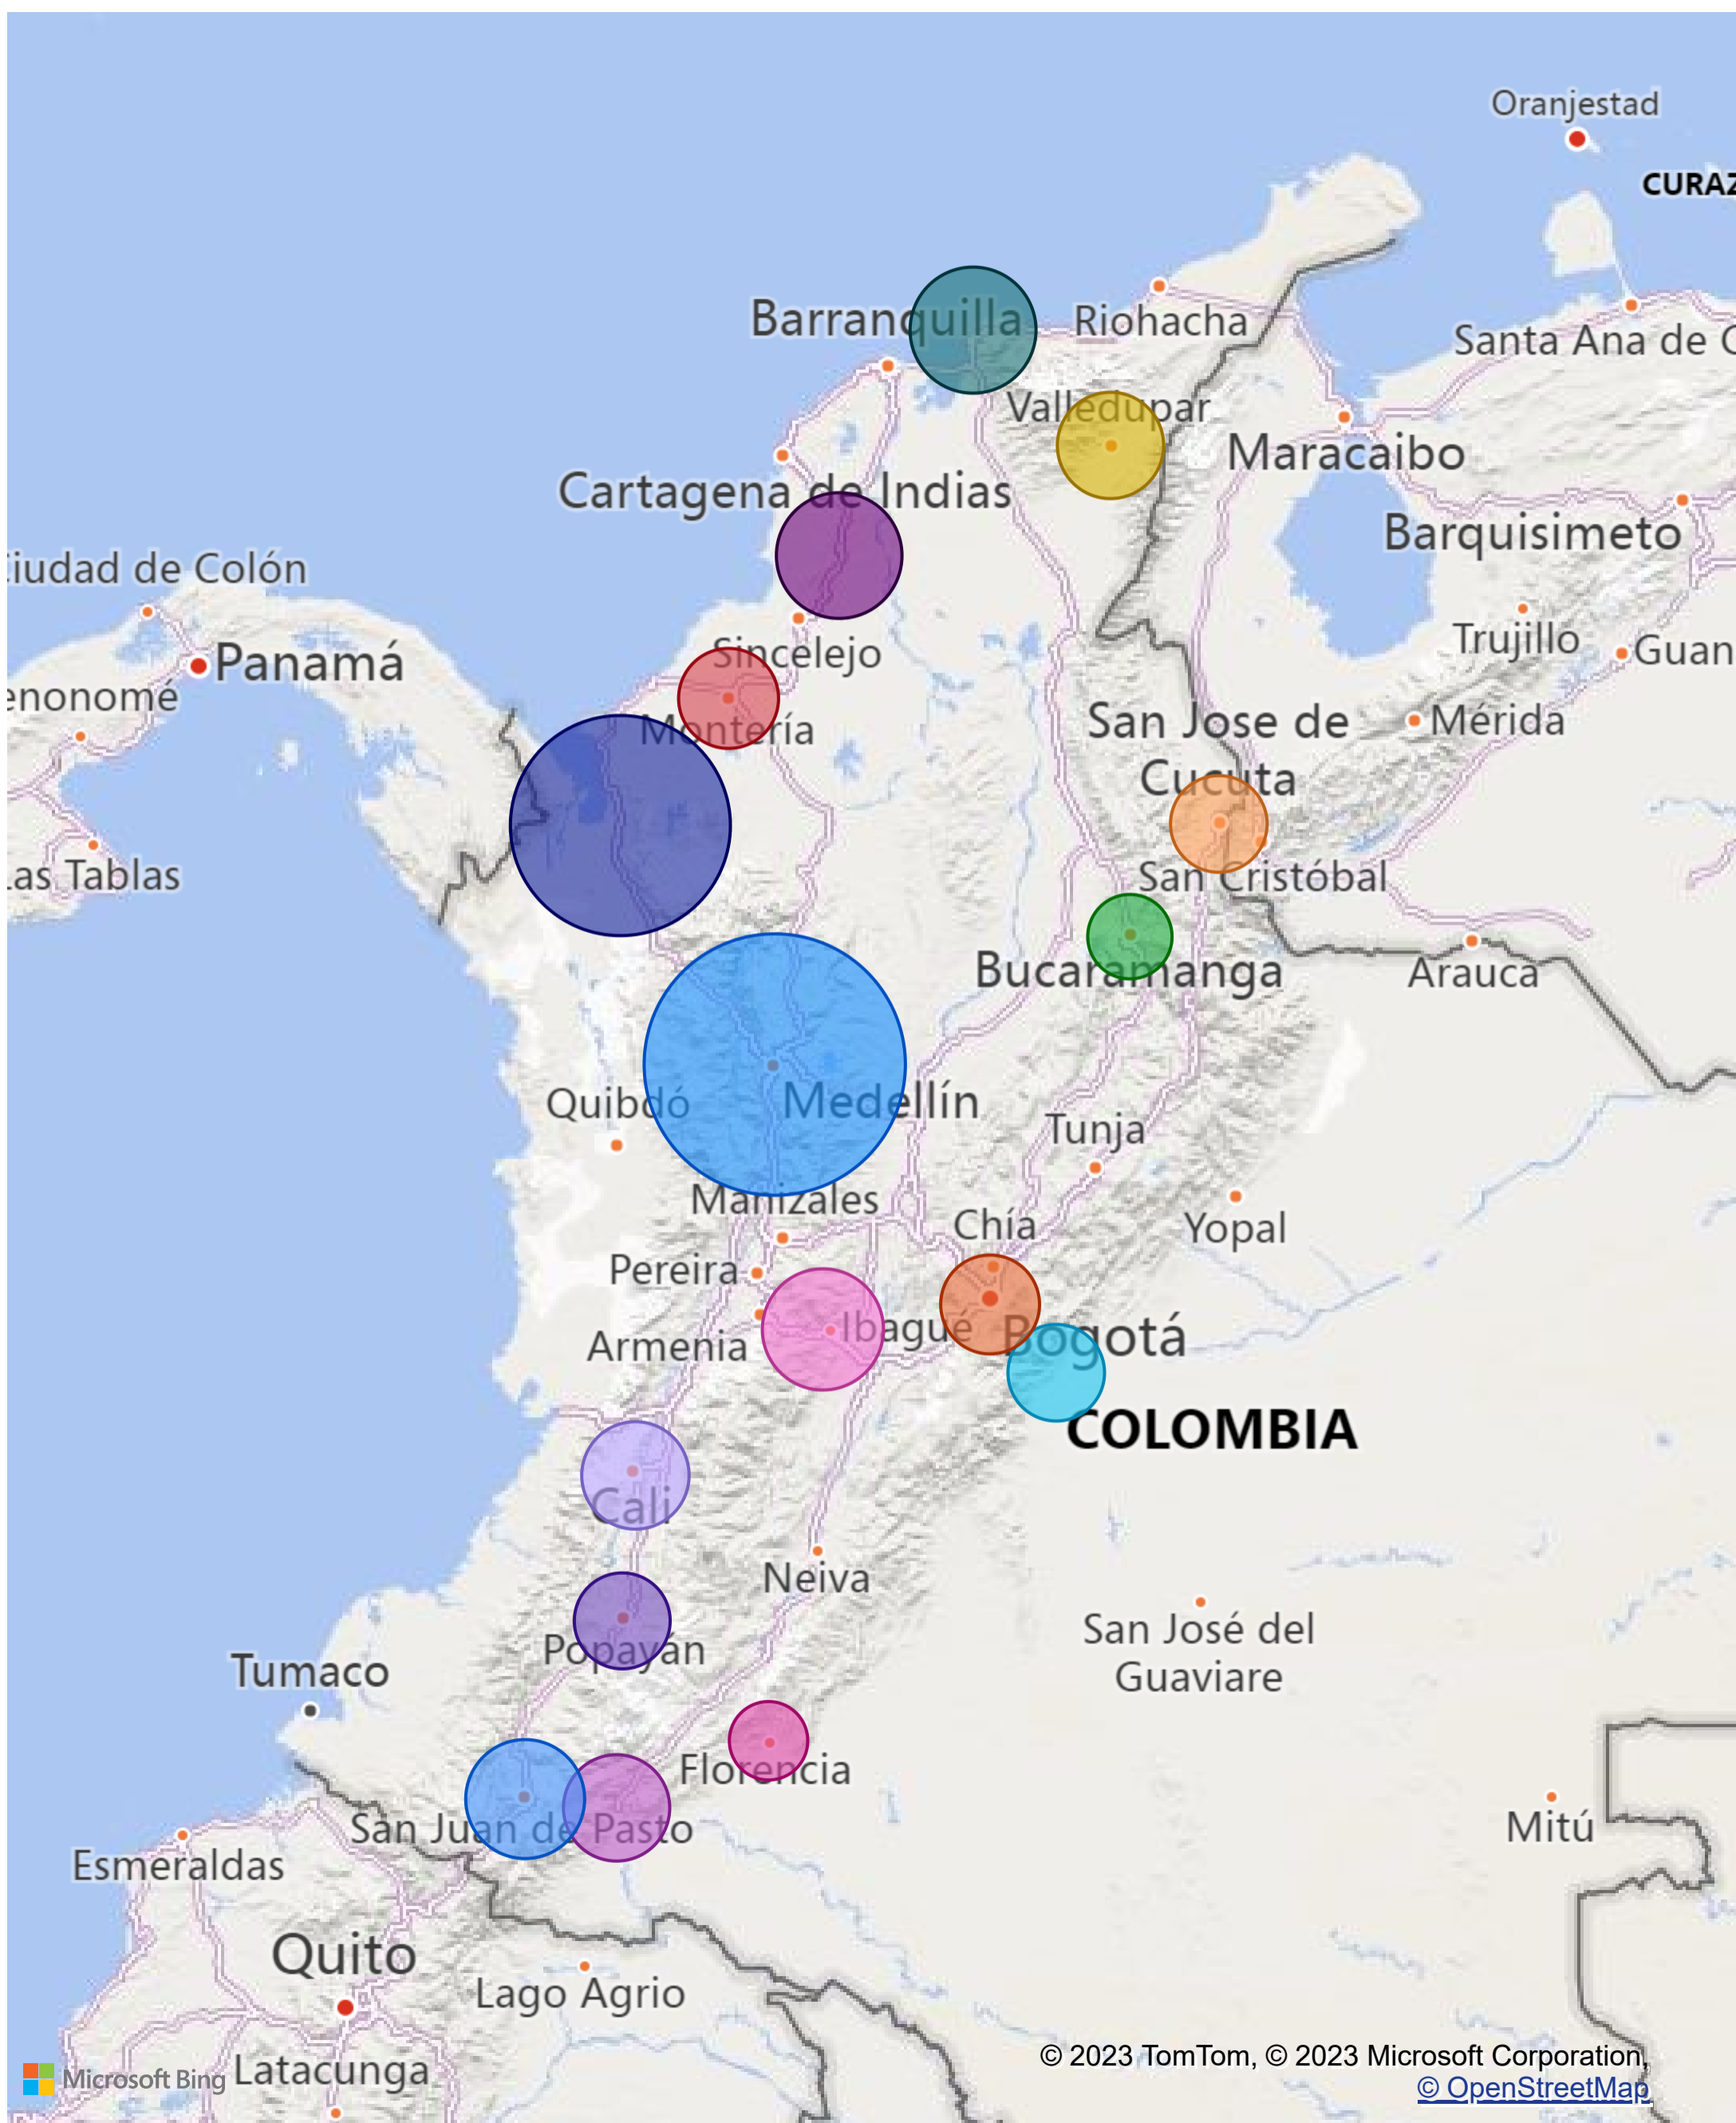 Oranjestad
CURAZ
Barranquilla
Riohacha
Santa Ana de C
Valledupar
Maracaibo
Cartagena de Indias
Barquisimeto
iudad de Colón
Trujillo
Guan
Sincelejo
Panamá
enonomé
San Jose de
Cucuta
Mérida
Montería
as Tablas
San Cristóbal
Bucaramanga
Arauca
Quibdó
Medellín
Tunja
Manizales
Chía
Yopal
Pereira
Ibagué
Bogotá
Armenia
COLOMBIA
Cali
Neiva
San José del
Guaviare
Popayán
Tumaco
Florencia
San Juan de Pasto
Mitú
Esmeraldas
Quito
Lago Agrio
Latacunga
Microsoft Bing
© 2023 TomTom, © 2023 Microsoft Corporation,
© OpenStreetMap